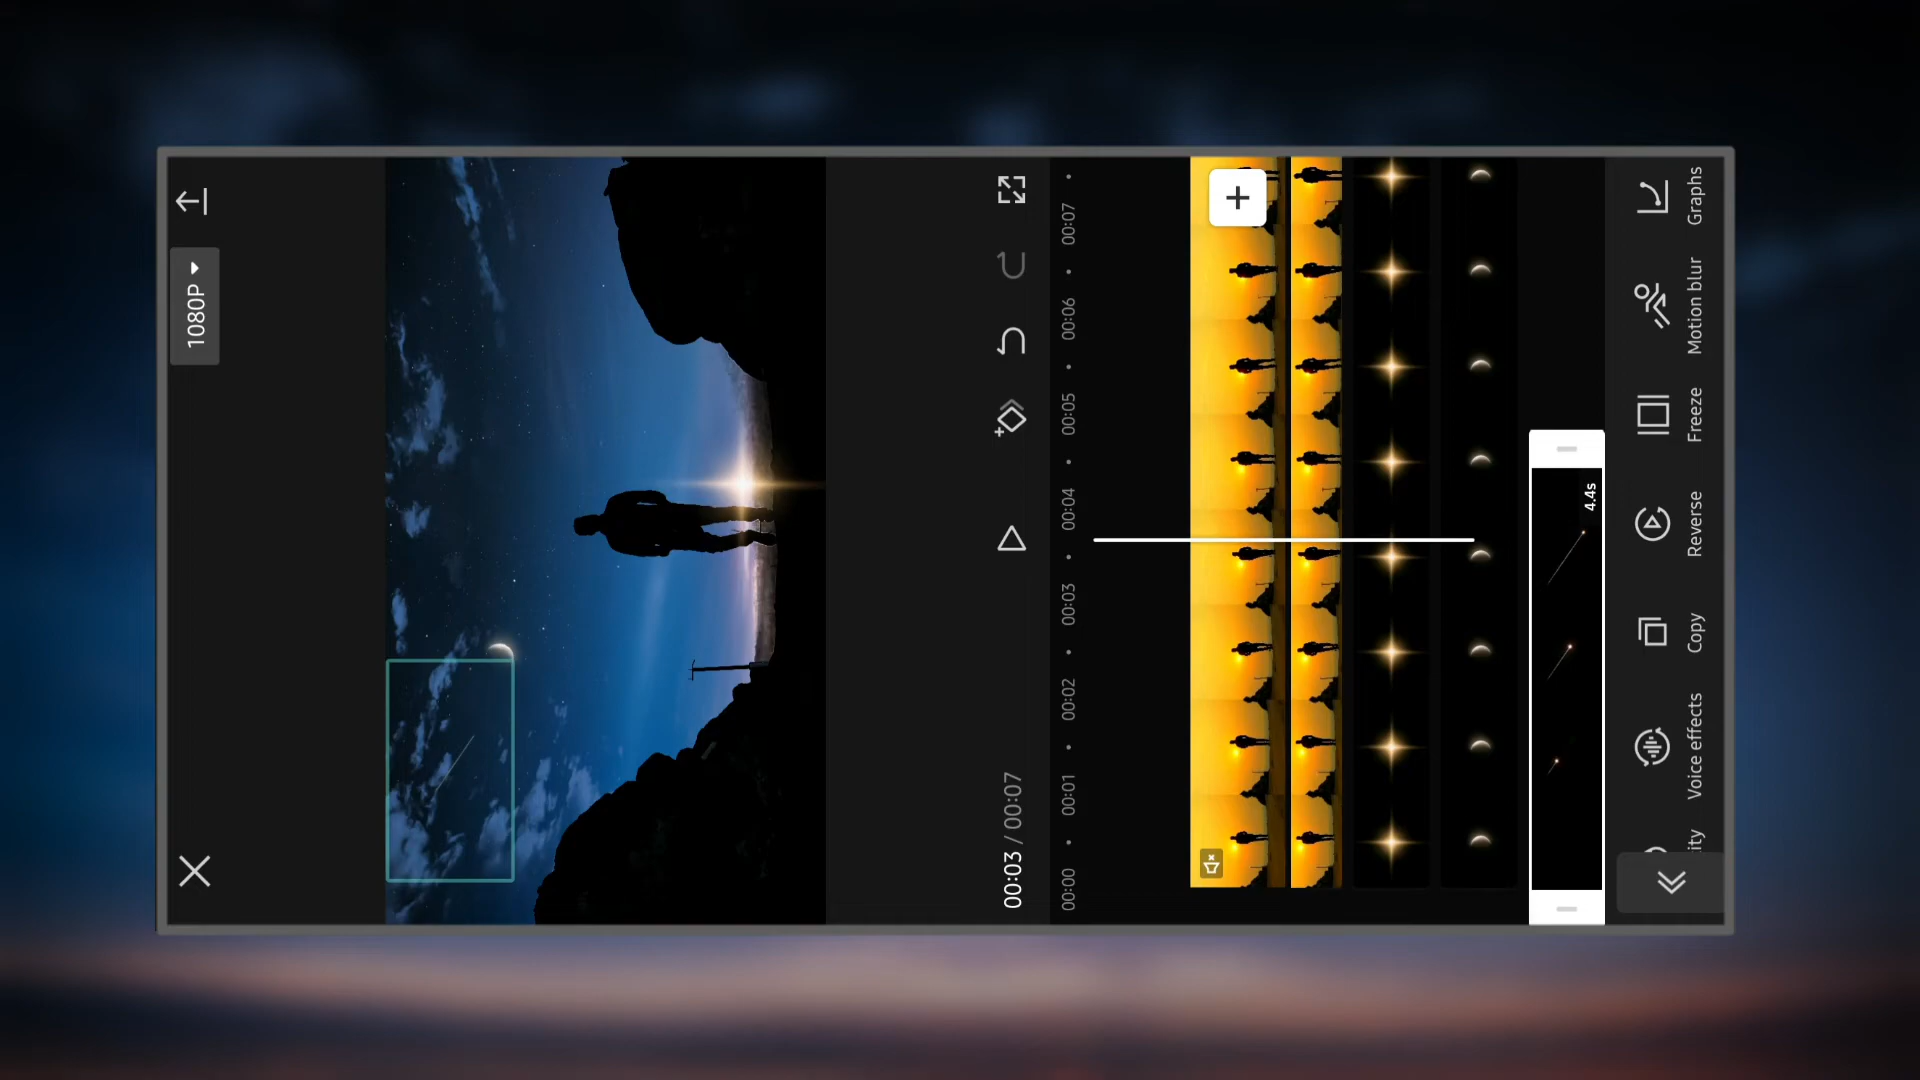 1080P
00:03 / 00:07
00:00
00:01
00:02
00:03
00:04
00:05
00:06
00:07
4.4s
ity
Voice effects
Copy
Reverse
Freeze
Motion blur
Graphs